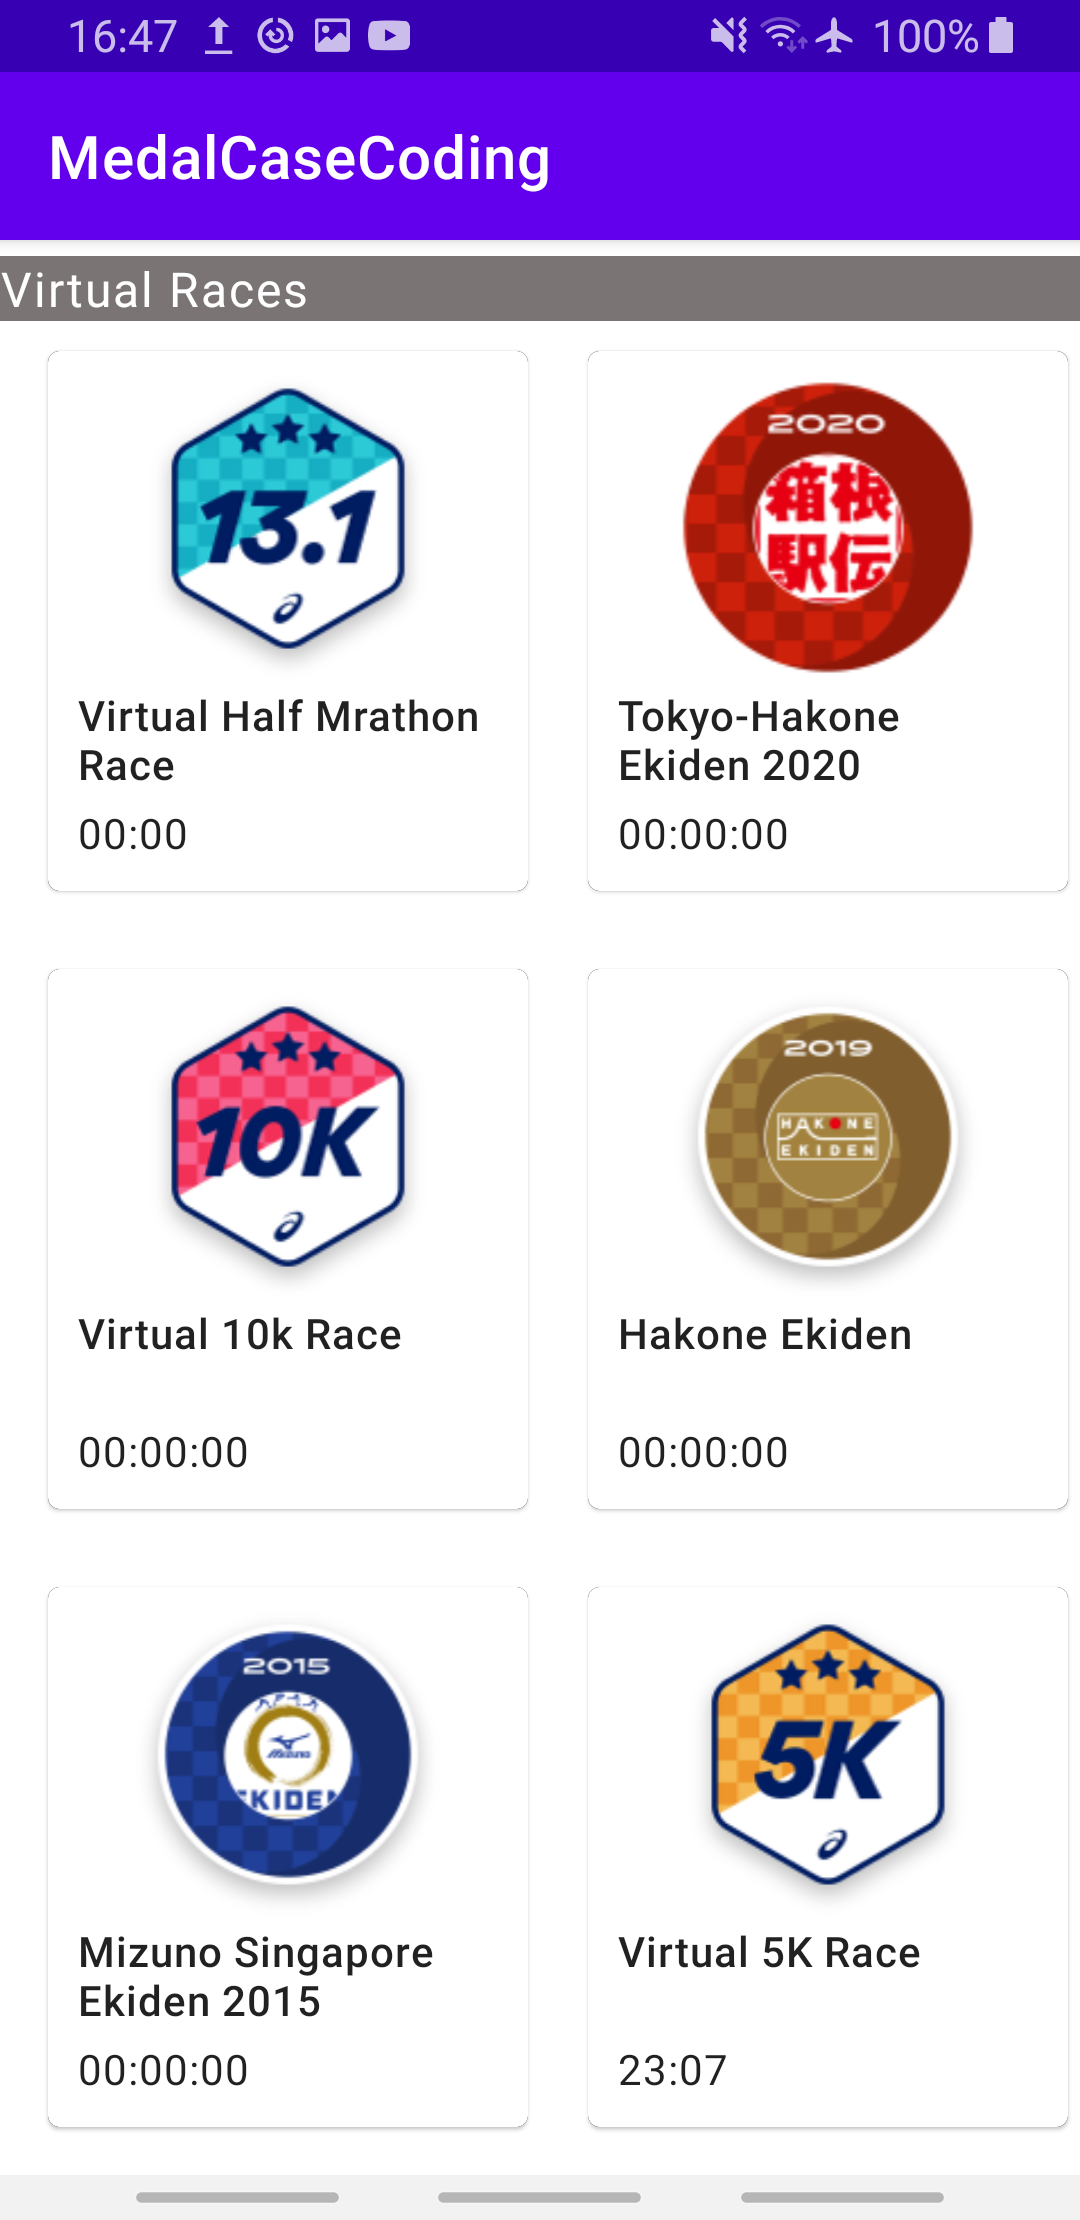 16:47 100%
MedalCaseCoding
Virtual Races
13.1
2020
箱根
駅伝
Virtual Half Mrathon
Race
00:00
Tokyo-Hakone
Ekiden 2020
00:00:00
10K
2019
HAKONE
EKIDEN
Virtual 10k Race
00:00:00
Hakone Ekiden
00:00:00
2015
Mizuno
EKIDEN
5K
Mizuno Singapore
Ekiden 2015
00:00:00
Virtual 5K Race
23:07